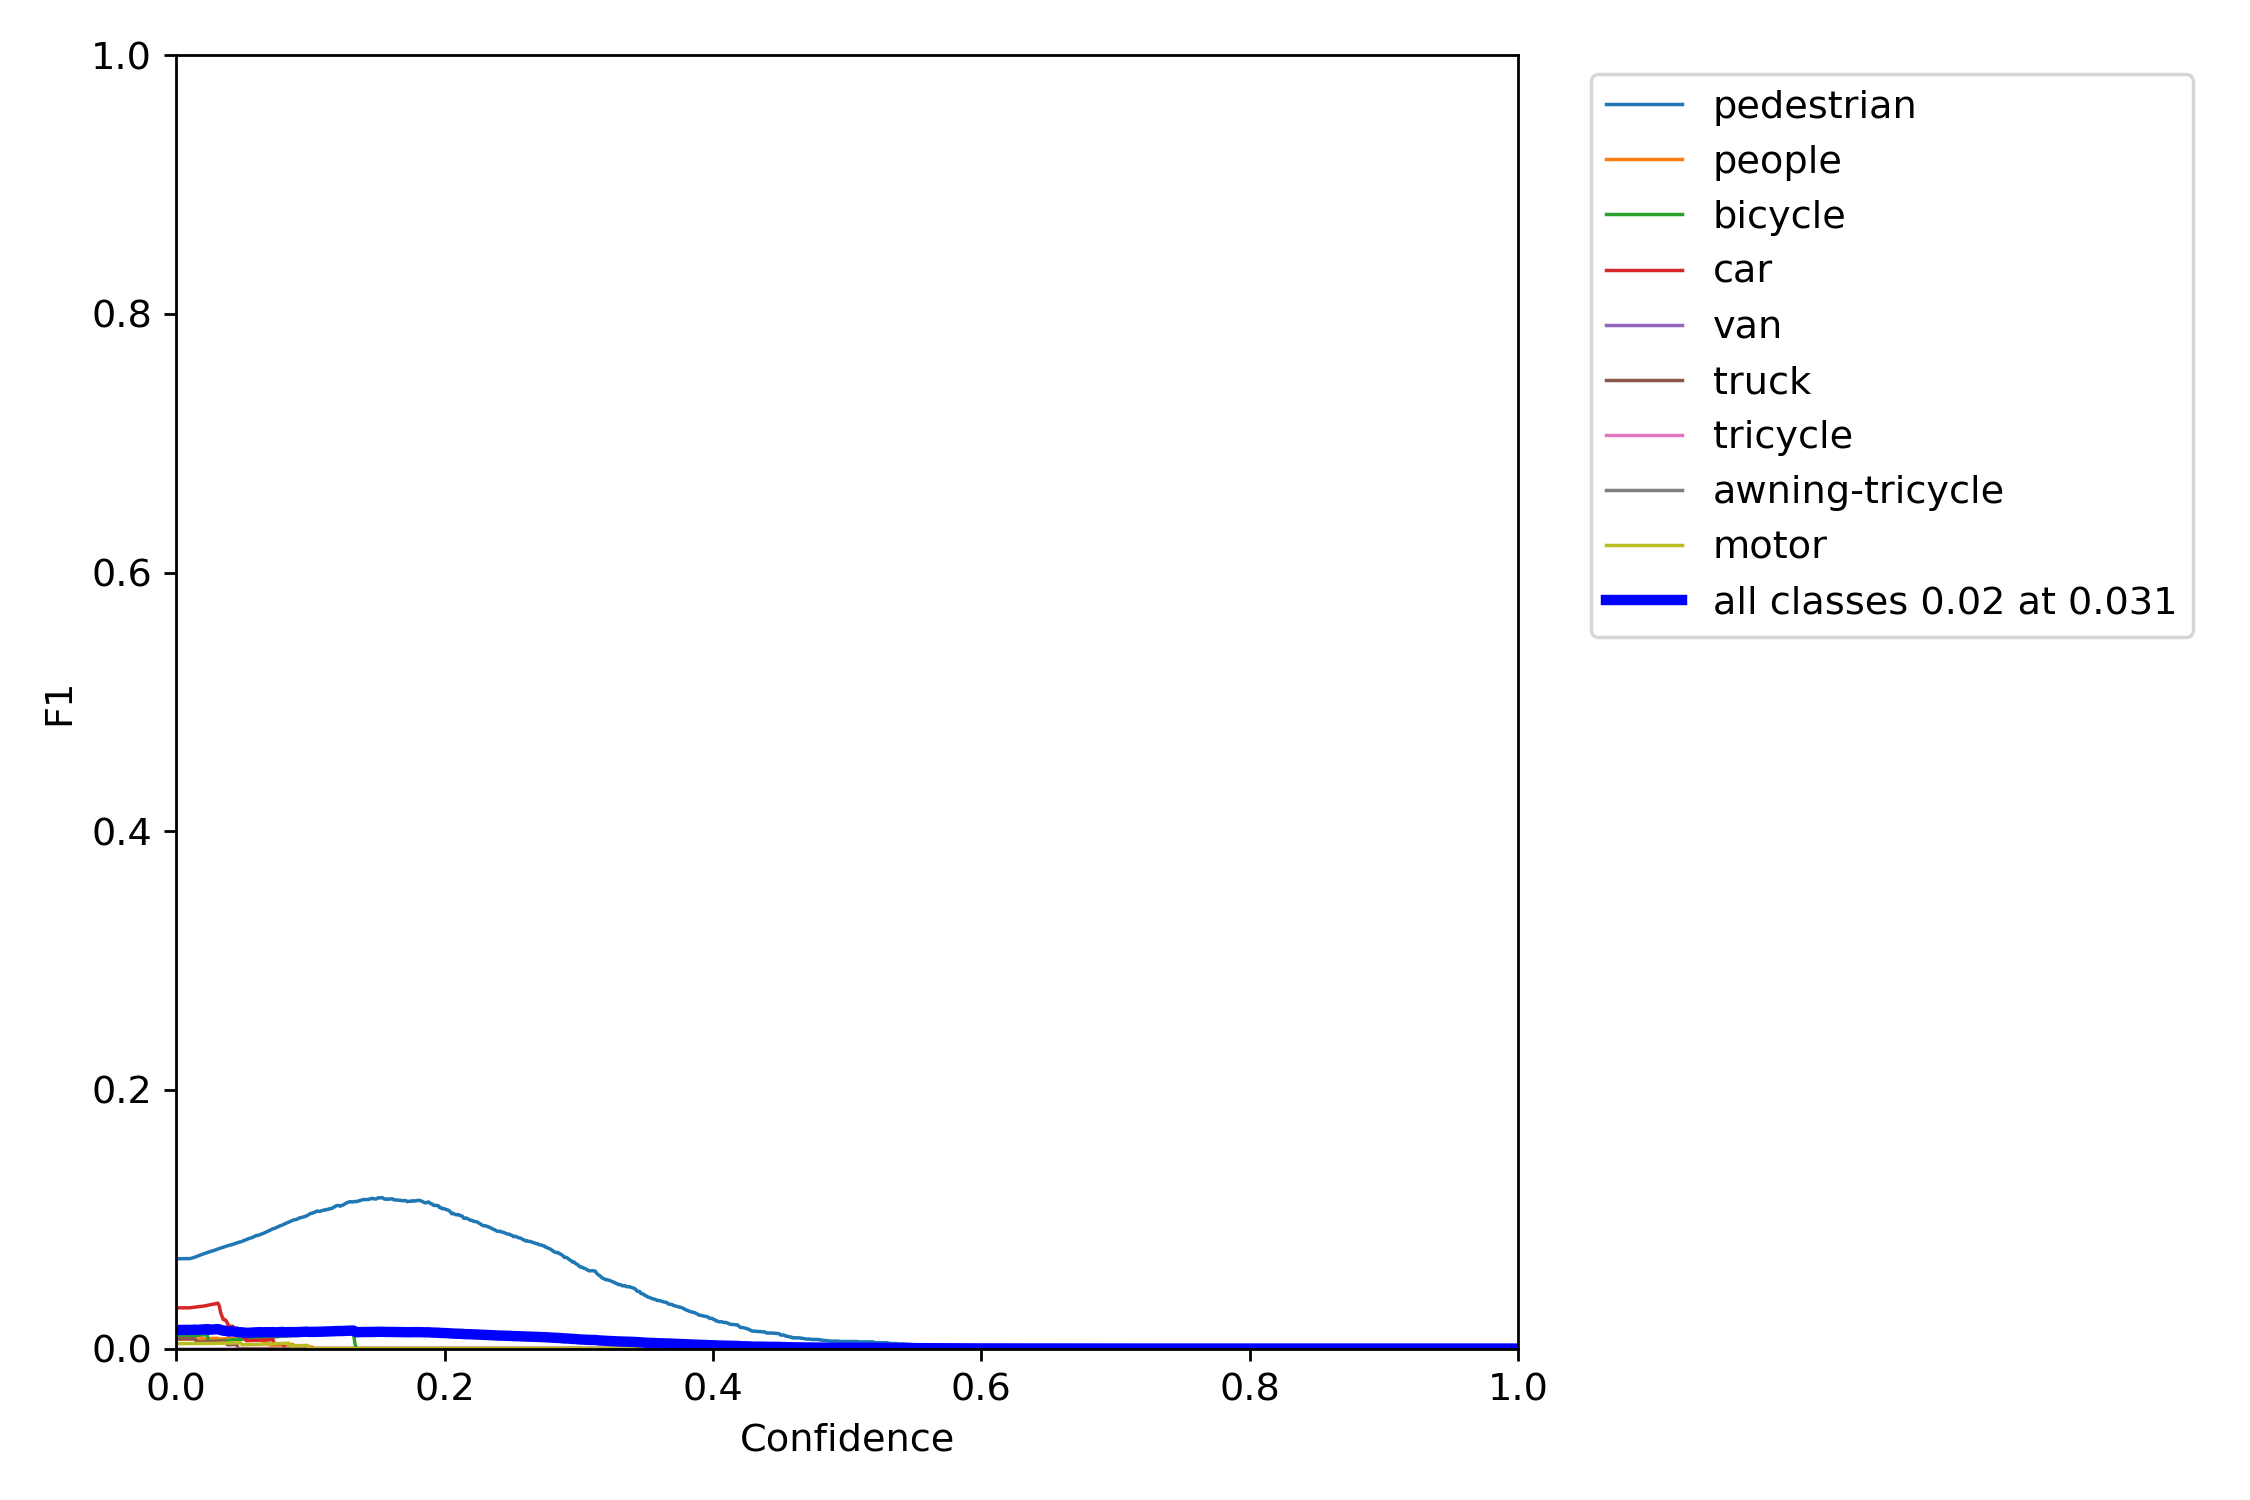 1.0
0.8
0.6
0.4
0.2
0.0
F1
0.0 0.2 0.4 0.6 0.8 1.0
Confidence
pedestrian
people
bicycle
car
van
truck
tricycle
awning-tricycle
motor
all classes 0.02 at 0.031